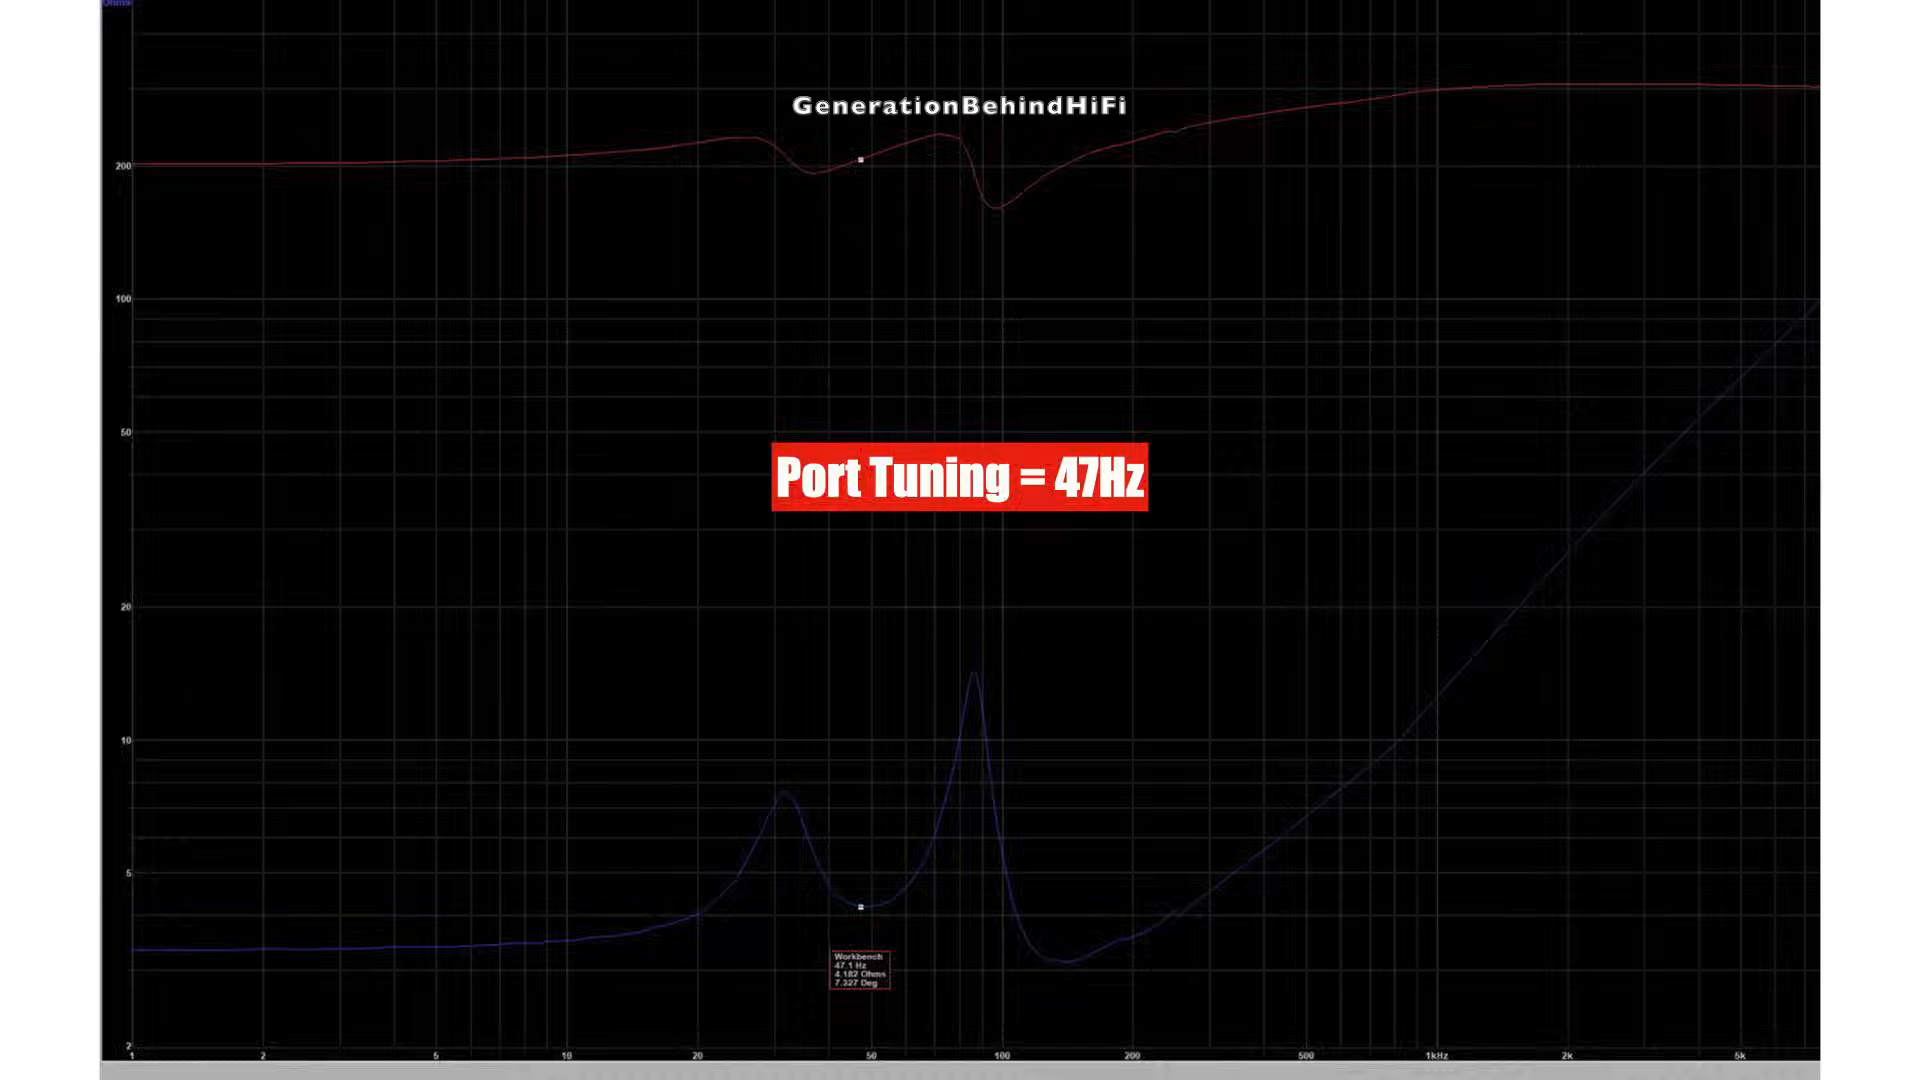 Ohms
GenerationBehindHiFi
200
100
50
Port Tuning = 47Hz
20
10
5
Workbench
47.1 Hz
4.182 Ohms
7.327 Deg
2
1 2 5 10 20 50 100 200 500 1kHz 2k 5k